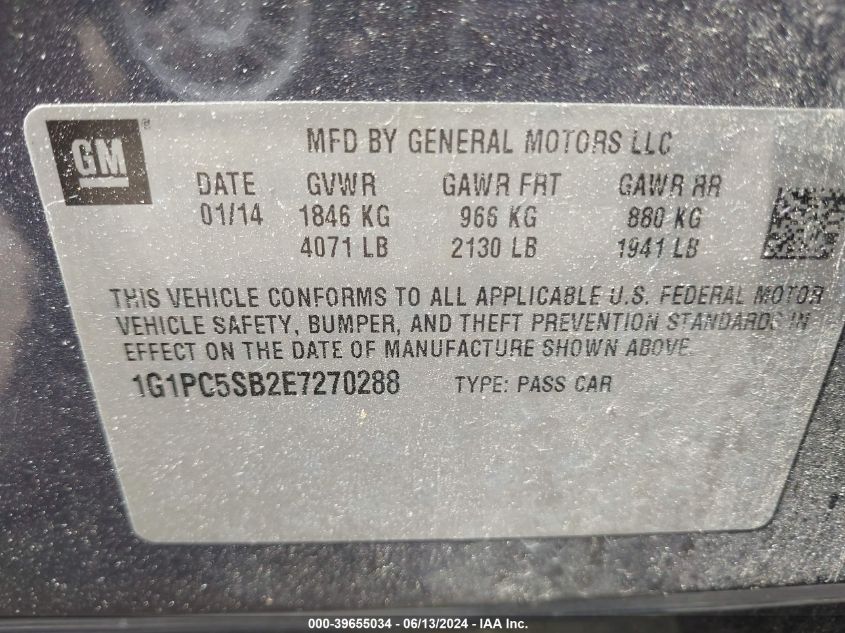 GM®
MFD BY GENERAL MOTORS LLC
DATE GVWR GAWR FRT GAWR RR
01/14 1846 KG 966 KG 880 KG
4071 LB 2130 LB 1941 LB
THIS VEHICLE CONFORMS TO ALL APPLICABLE U.S. FEDERAL MOTOR
VEHICLE SAFETY, BUMPER, AND THEFT PREVENTION STANDARDS IN
EFFECT ON THE DATE OF MANUFACTURE SHOWN ABOVE.
1G1PC5SB2E7270288 TYPE: PASS CAR
000-39655034 - 06/13/2024 - IAA Inc.